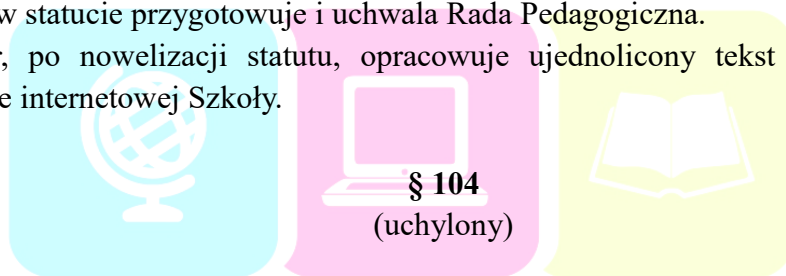 w statucie przygotowuje i uchwala Rada Pedagogiczna.
, po nowelizacji statutu, opracowuje ujednolicony tekst
e internetowej Szkoły.
§ 104
(uchylony)